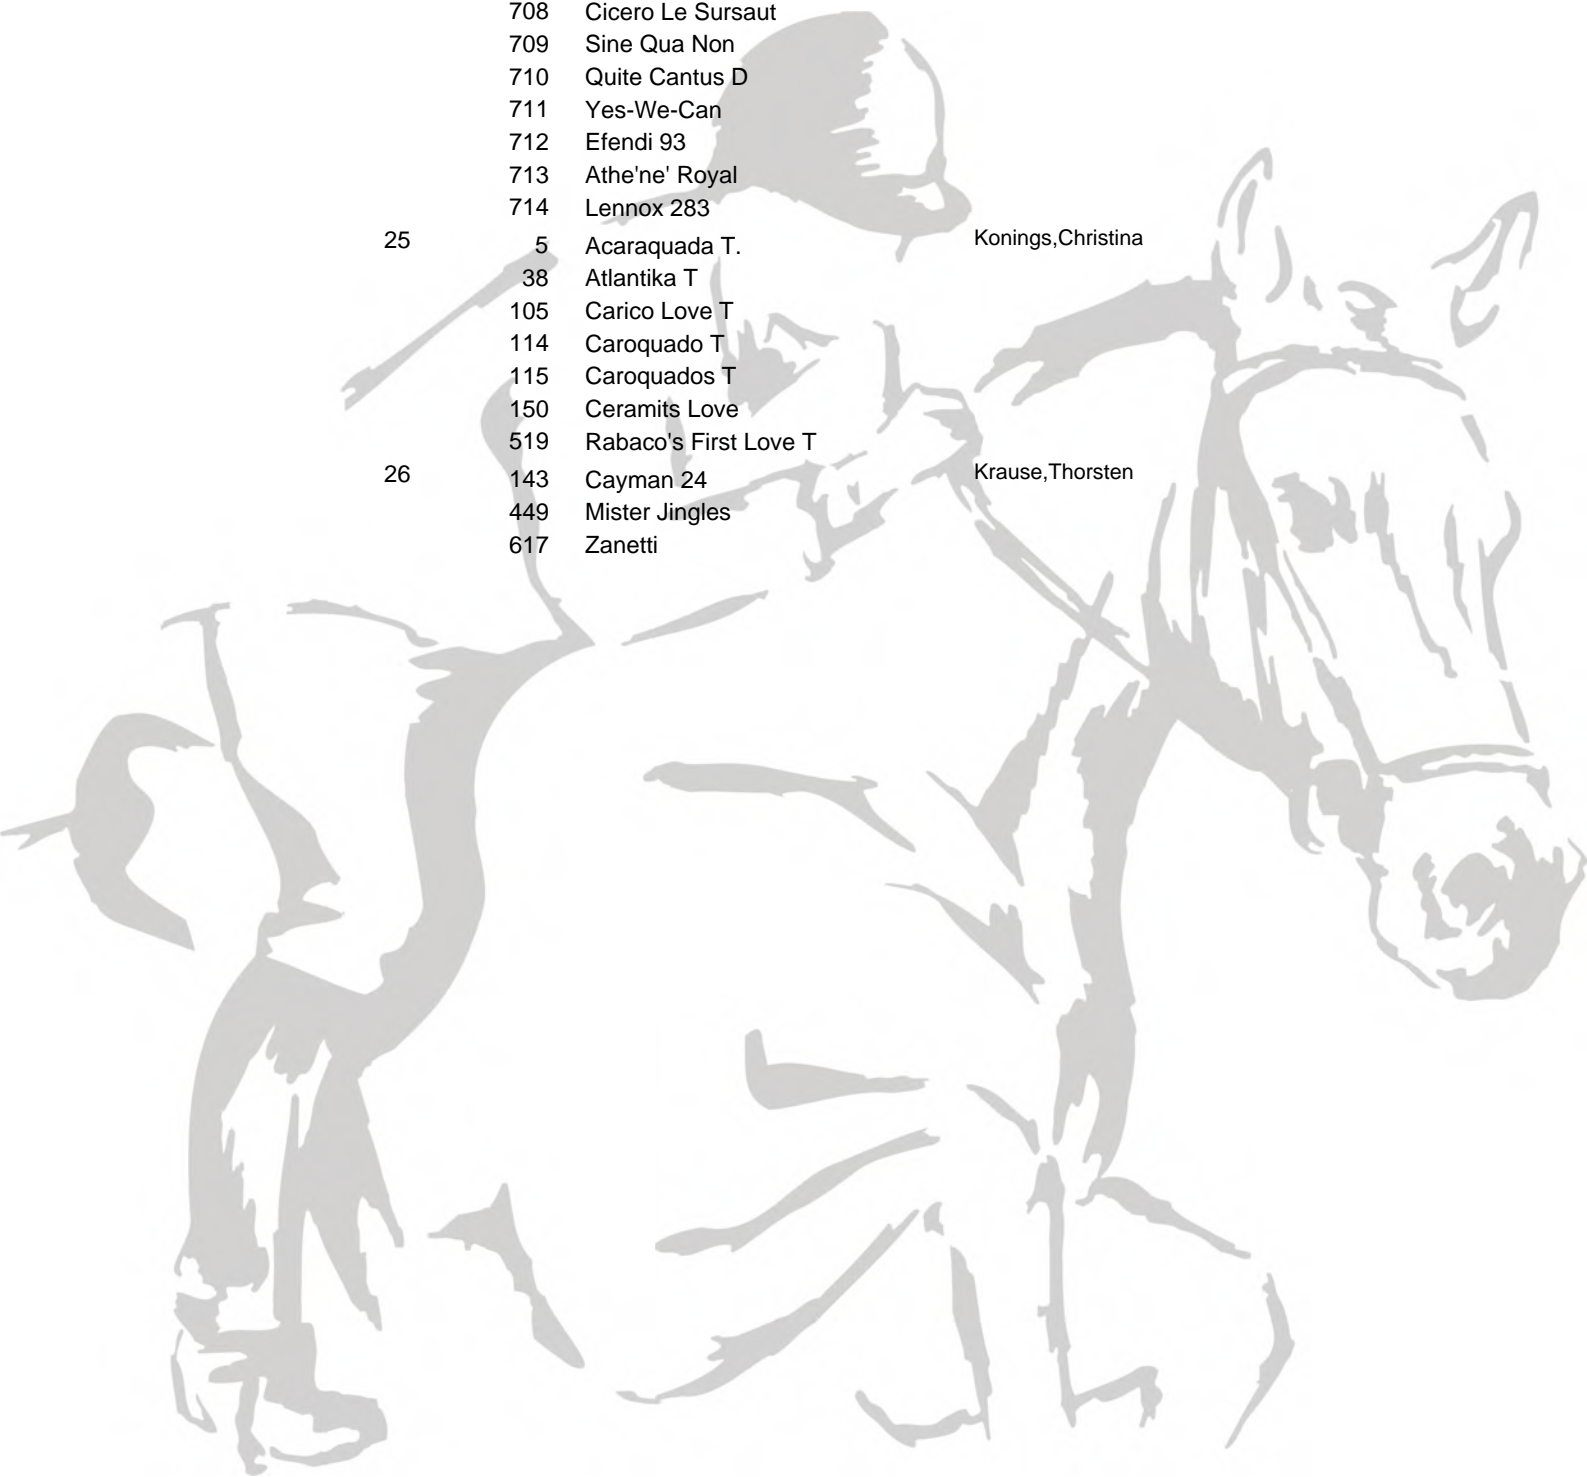 708 Cicero Le Sursaut
709 Sine Qua Non
710 Quite Cantus D
711 Yes-We-Can
712 Efendi 93
713 Athe'ne' Royal
714 Lennox 283
25 5 Acaraquada T. Konings,Christina
38 Atlantika T
105 Carico Love T
114 Caroquado T
115 Caroquados T
150 Ceramits Love
519 Rabaco's First Love T
26 143 Cayman 24 Krause,Thorsten
449 Mister Jingles
617 Zanetti